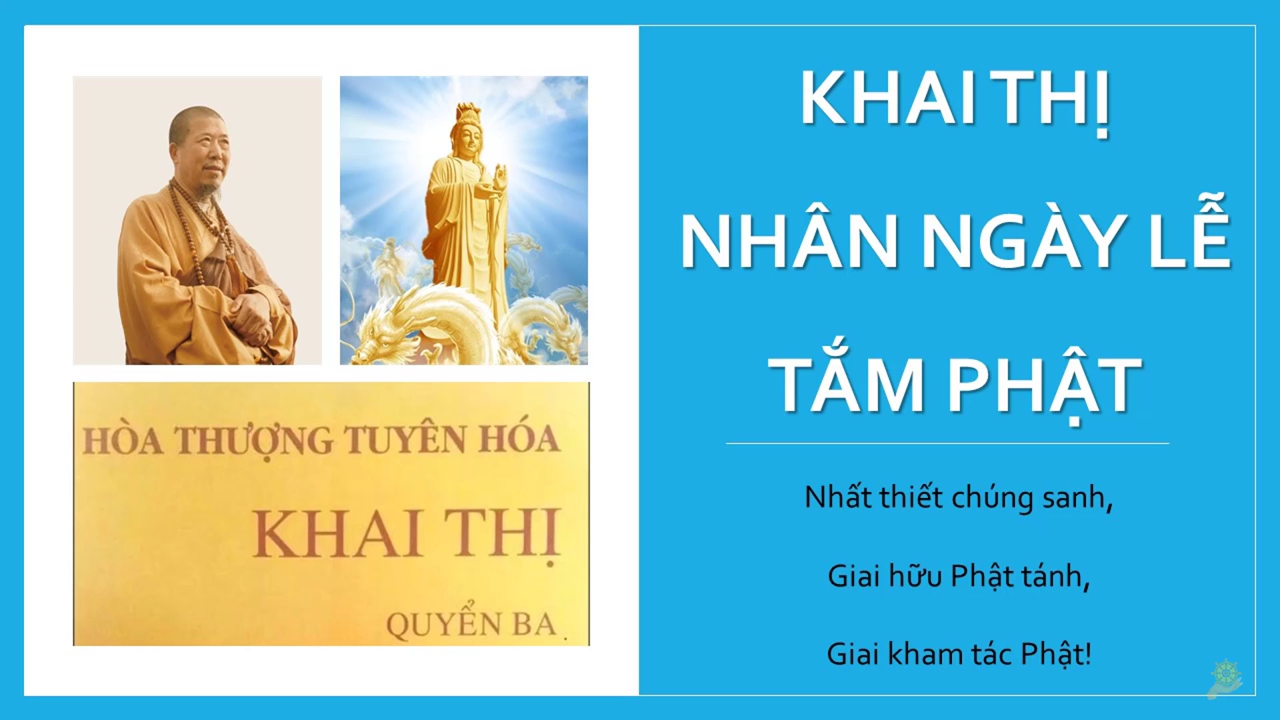 HÒA THƯỢNG TUYÊN HÓA
KHAI THỊ
QUYỂN BA
KHAI THỊ
NHÂN NGÀY LỄ
TẮM PHẬT
Nhất thiết chúng sanh,
Giai hữu Phật tánh,
Giai kham tác Phật!